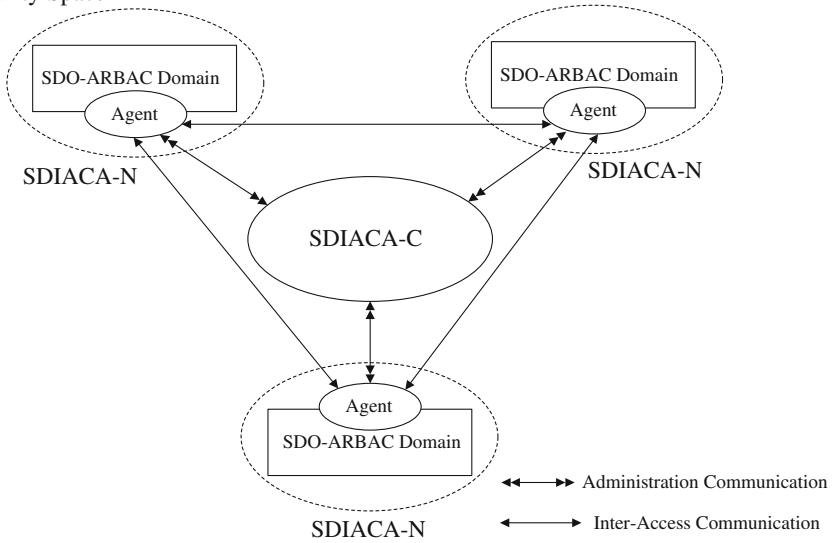 SDO-ARBAC Domain
Agent
SDIACA-N
SDO-ARBAC Domain
Agent
SDIACA-N
SDIACA-C
Agent
SDO-ARBAC Domain
SDIACA-N
Administration Communication
Inter-Access Communication